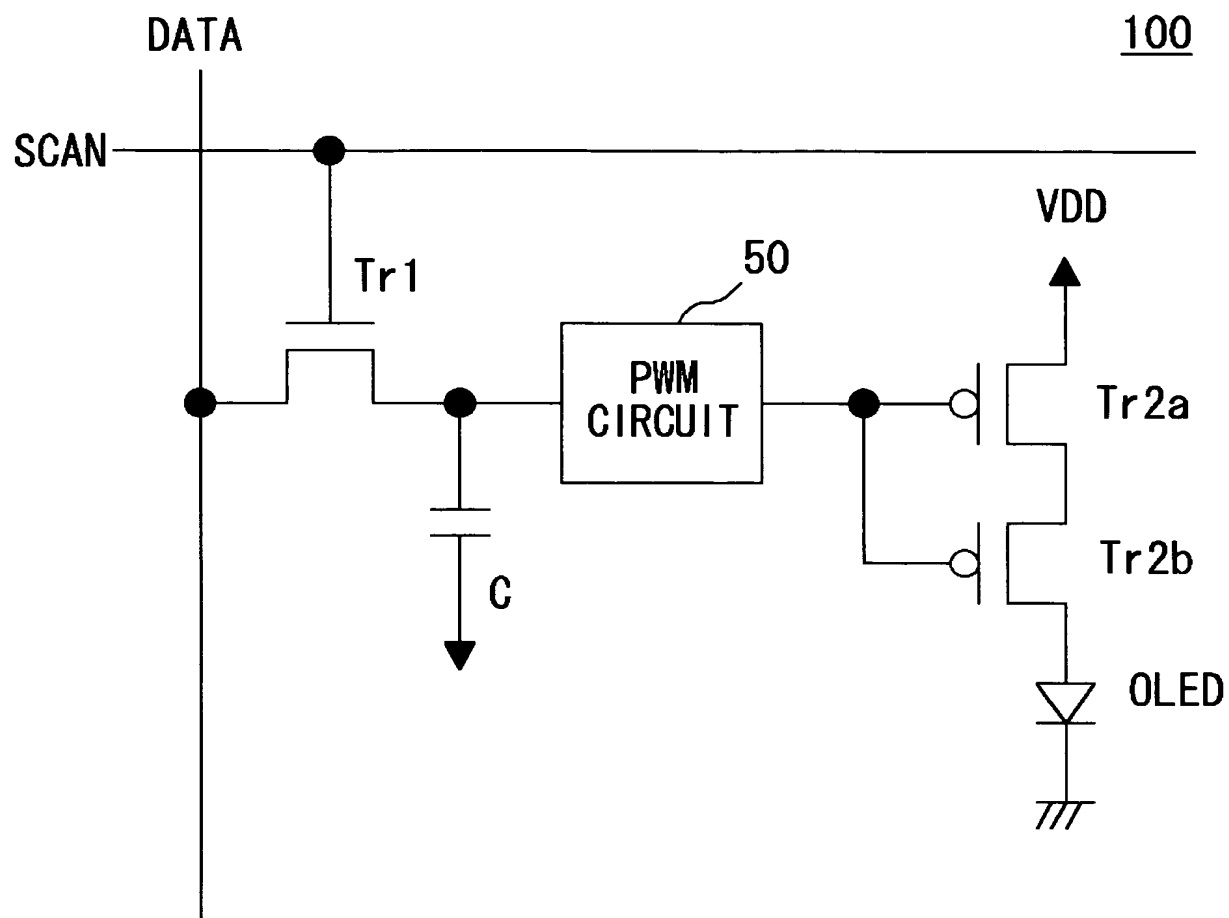 DATA
100
SCAN
VDD
50
Tr1
PWM
CIRCUIT
Tr2a
Tr2b
C
OLED